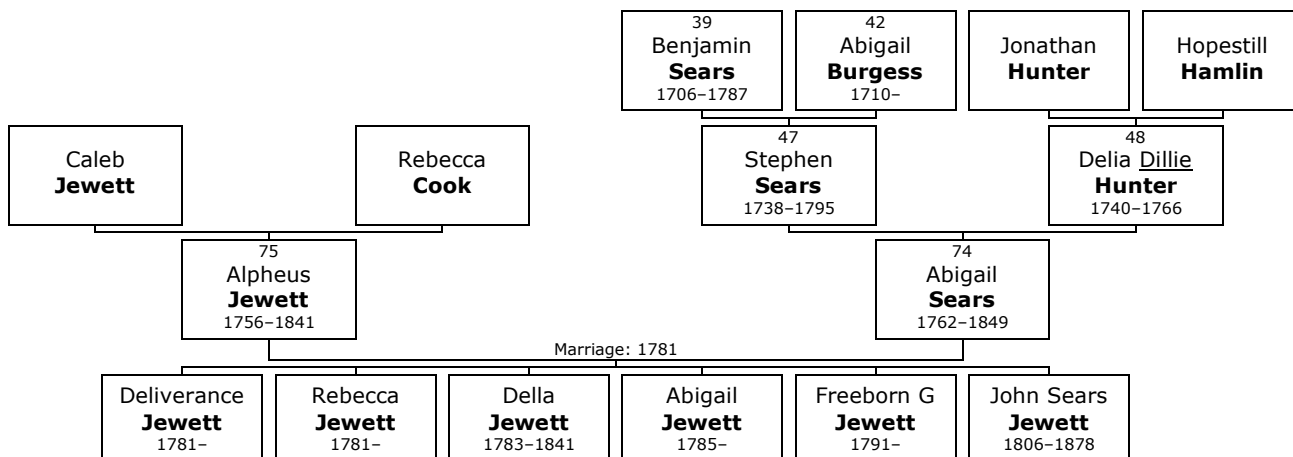 39
Benjamin
Sears
1706–1787
42
Abigail
Burgess
1710–
Jonathan
Hunter
Hopestill
Hamlin
Caleb
Jewett
Rebecca
Cook
47
Stephen
Sears
1738–1795
48
Delia Dillie
Hunter
1740–1766
75
Alpheus
Jewett
1756–1841
74
Abigail
Sears
1762–1849
Marriage: 1781
Deliverance
Jewett
1781–
Rebecca
Jewett
1781–
Della
Jewett
1783–1841
Abigail
Jewett
1785–
Freeborn G
Jewett
1791–
John Sears
Jewett
1806–1878